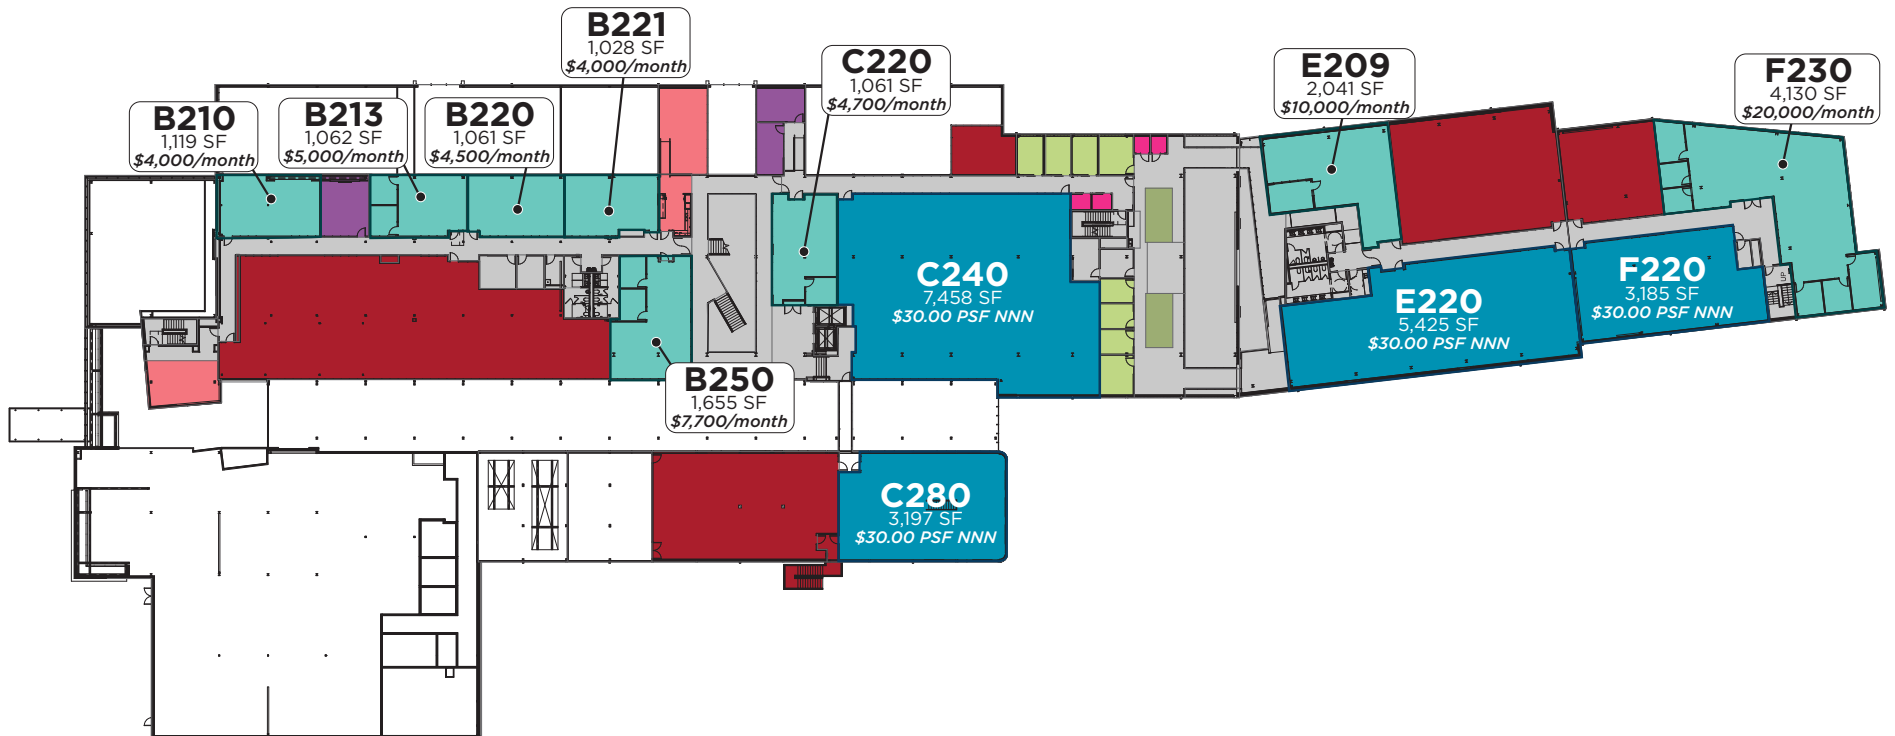 B221
1,028 SF
$4,000/month
C220
1,061 SF
$4,700/month
E209
2,041 SF
$10,000/month
F230
4,130 SF
$20,000/month
B210
1,119 SF
$4,000/month
B213
1,062 SF
$5,000/month
B220
1,061 SF
$4,500/month
C240
7,458 SF
$30.00 PSF NNN
F220
3,185 SF
$30.00 PSF NNN
UP
E220
5,425 SF
$30.00 PSF NNN
B250
1,655 SF
$7,700/month
C280
3,197 SF
$30.00 PSF NNN